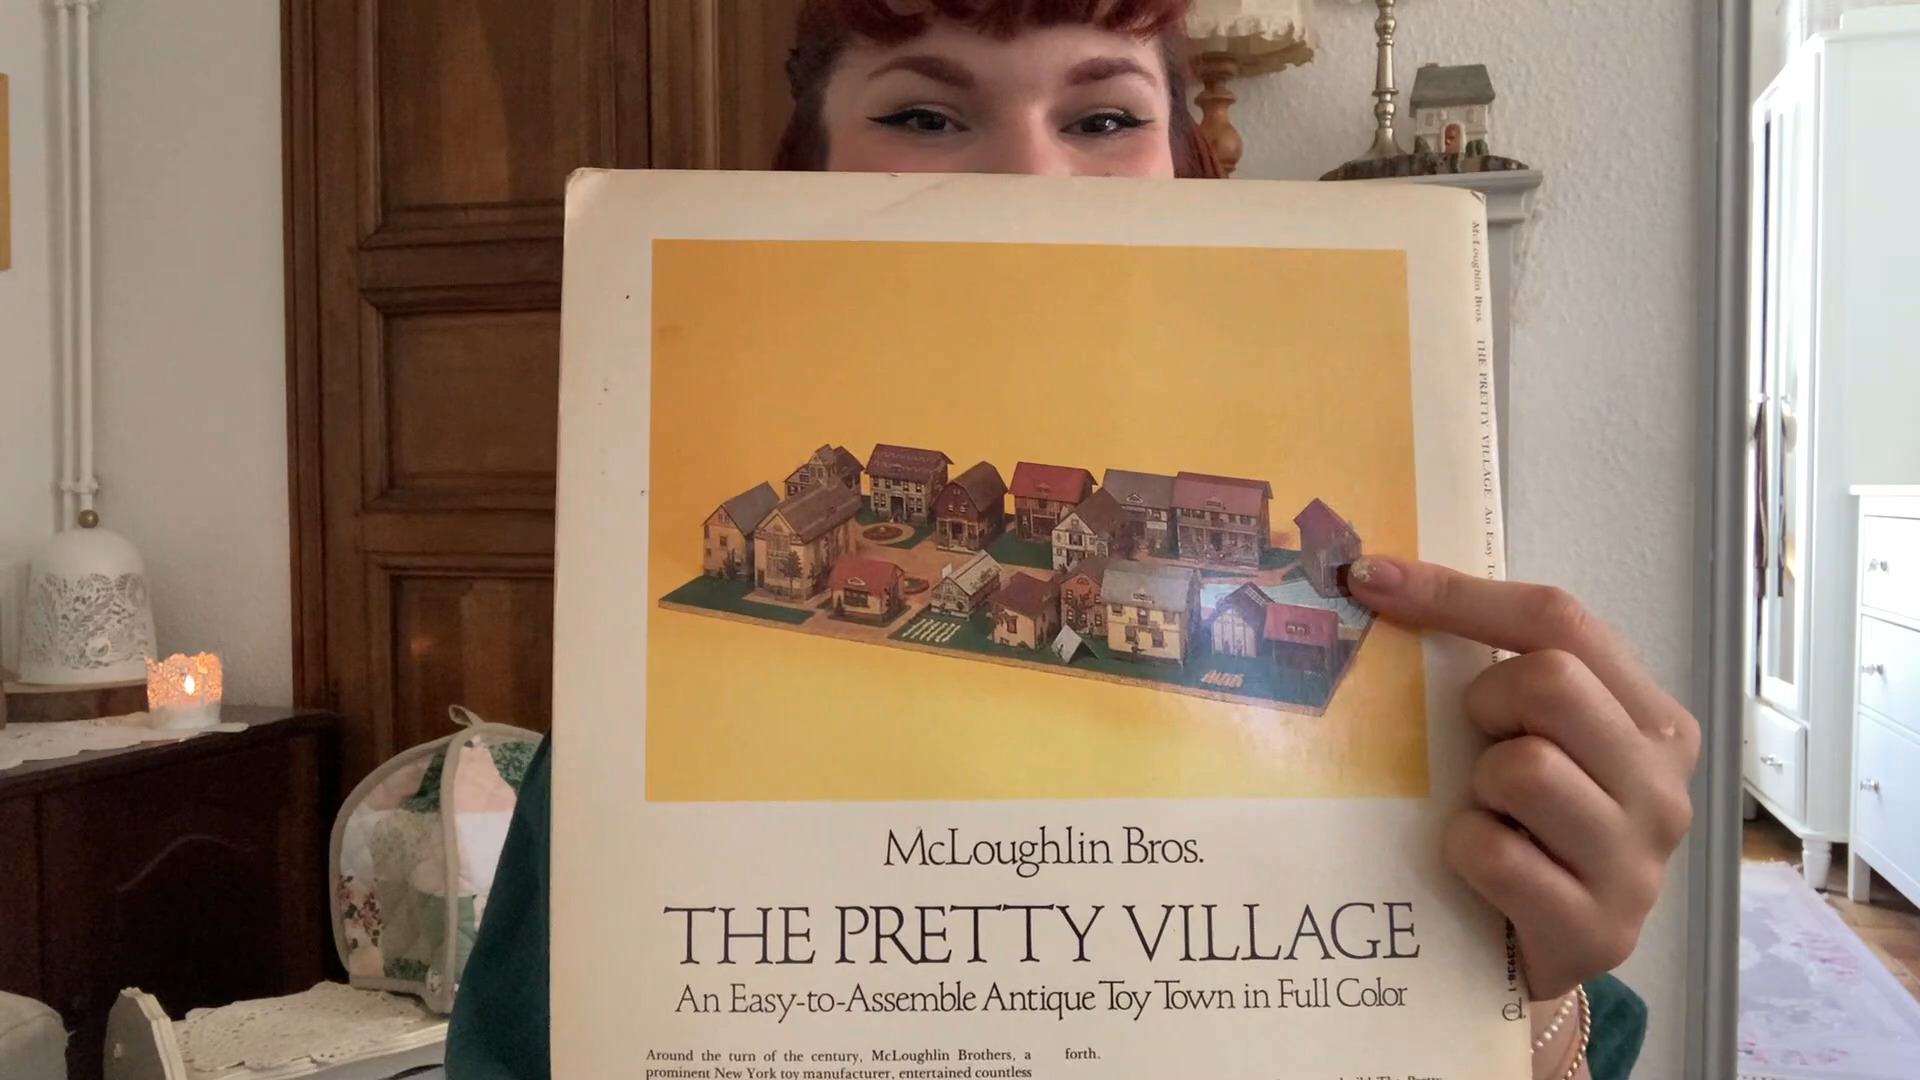 McLoughlin Bros.
THE PRETTY VILLAGE
An Easy-to-Assemble Antique Toy Town in Full Color
Around the turn of the century, McLoughlin Brothers, a
prominent New York toy manufacturer, entertained countless
forth.
The Pretty
McLoughlin Bros. THE PRETTY VILLAGE An Easy